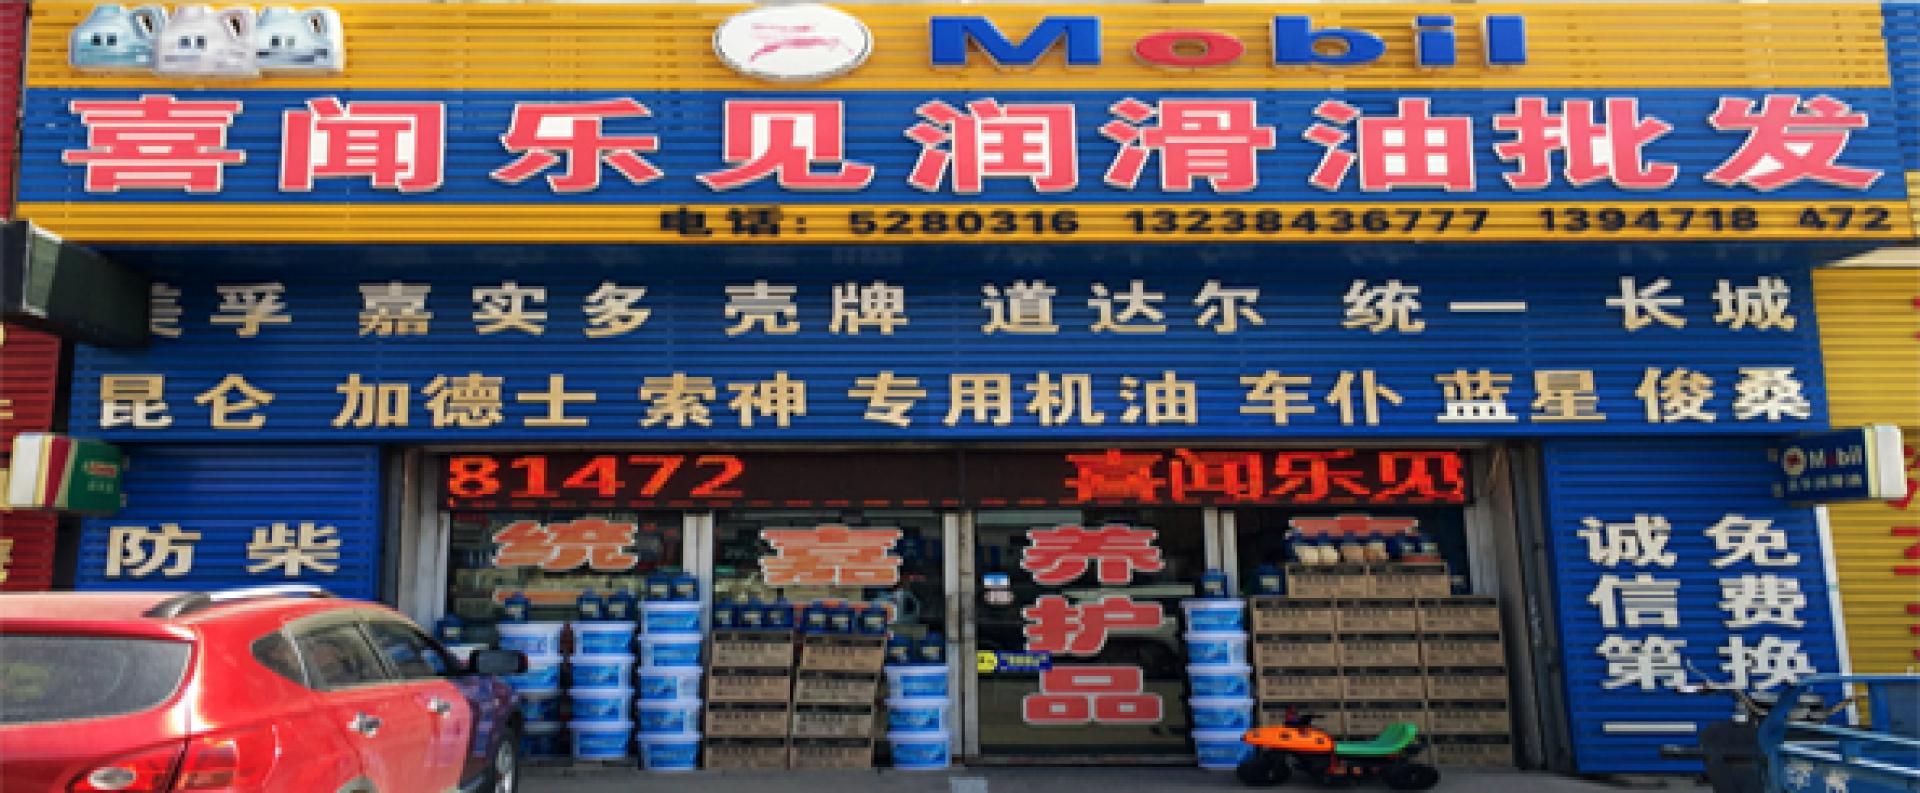 Mobil
喜闻乐见润滑油批发
电话: 5280316 13238436777 1394718 472
美孚 嘉实多 壳牌 道达尔 统一 长城
昆仑 加德士 索神 专用机油 车仆 蓝星 俊桑
81472 喜闻乐见
Mobil
防柴
统
嘉
养护品
诚信第一
免费换